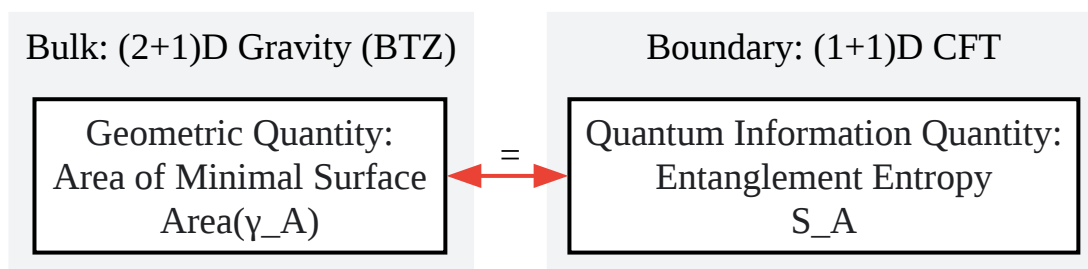 Bulk: (2+1)D Gravity (BTZ)
Geometric Quantity:
Area of Minimal Surface
Area(γ_A)
=
Boundary: (1+1)D CFT
Quantum Information Quantity:
Entanglement Entropy
S_A